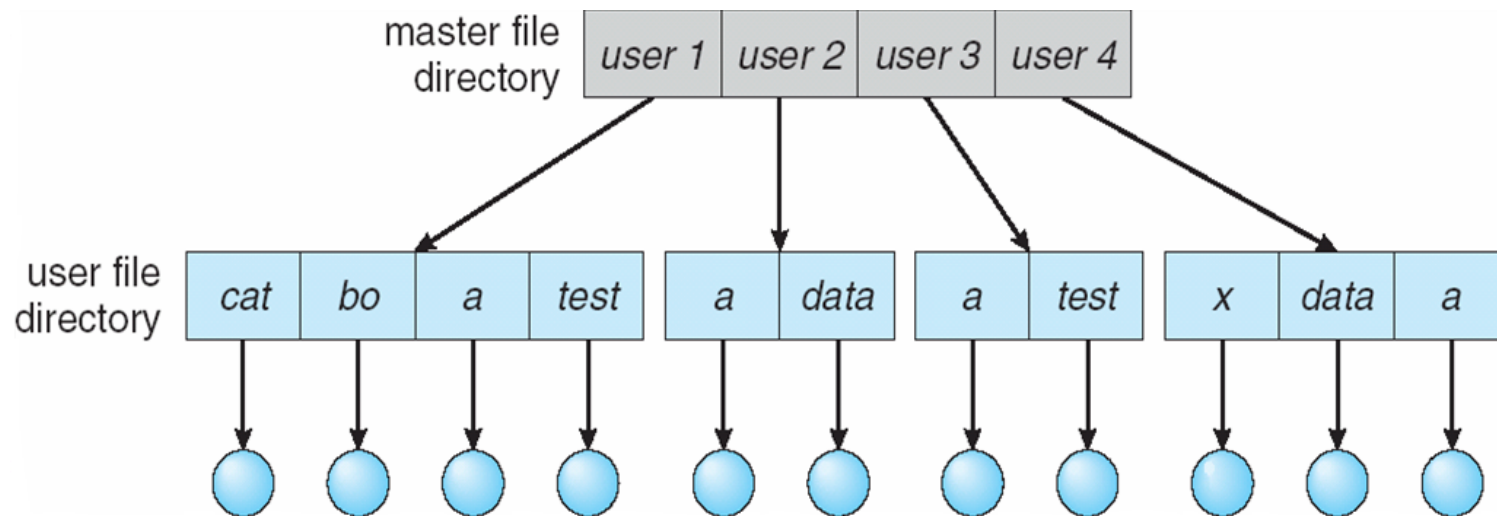 master file
directory
user 1 user 2 user 3 user 4
user file
directory
cat bo a test a data a test x data a